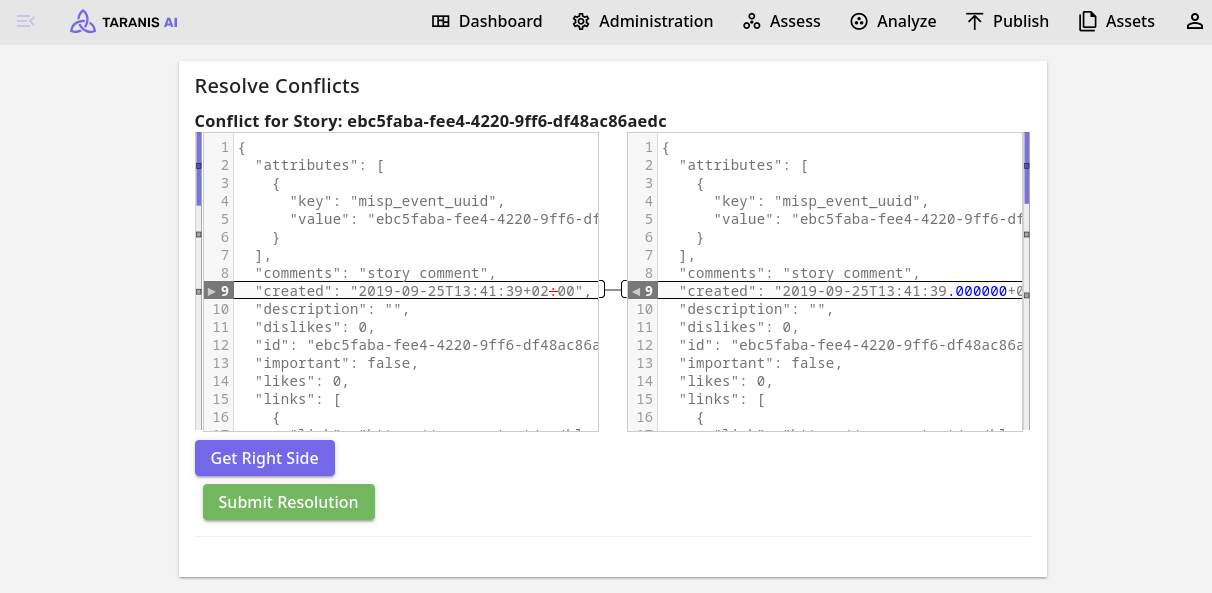 TARANIS AI Dashboard Administration Assess Analyze Publish Assets
Resolve Conflicts
Conflict for Story: ebc5faba-fee4-4220-9ff6-df48ac86aedc
1 {
2 "attributes": [
3 {
4 "key": "misp_event_uuid",
5 "value": "ebc5faba-fee4-4220-9ff6-df
6 }
7 ],
8 "comments": "story comment",
9 "created": "2019-09-25T13:41:39+02:00",
10 "description": "",
11 "dislikes": 0,
12 "id": "ebc5faba-fee4-4220-9ff6-df48ac86a
13 "important": false,
14 "likes": 0,
15 "links": [
16 {
1 {
2 "attributes": [
3 {
4 "key": "misp_event_uuid",
5 "value": "ebc5faba-fee4-4220-9ff6-df
6 }
7 ],
8 "comments": "story comment",
9 "created": "2019-09-25T13:41:39.000000+0
10 "description": "",
11 "dislikes": 0,
12 "id": "ebc5faba-fee4-4220-9ff6-df48ac86a
13 "important": false,
14 "likes": 0,
15 "links": [
16 {
Get Right Side
Submit Resolution